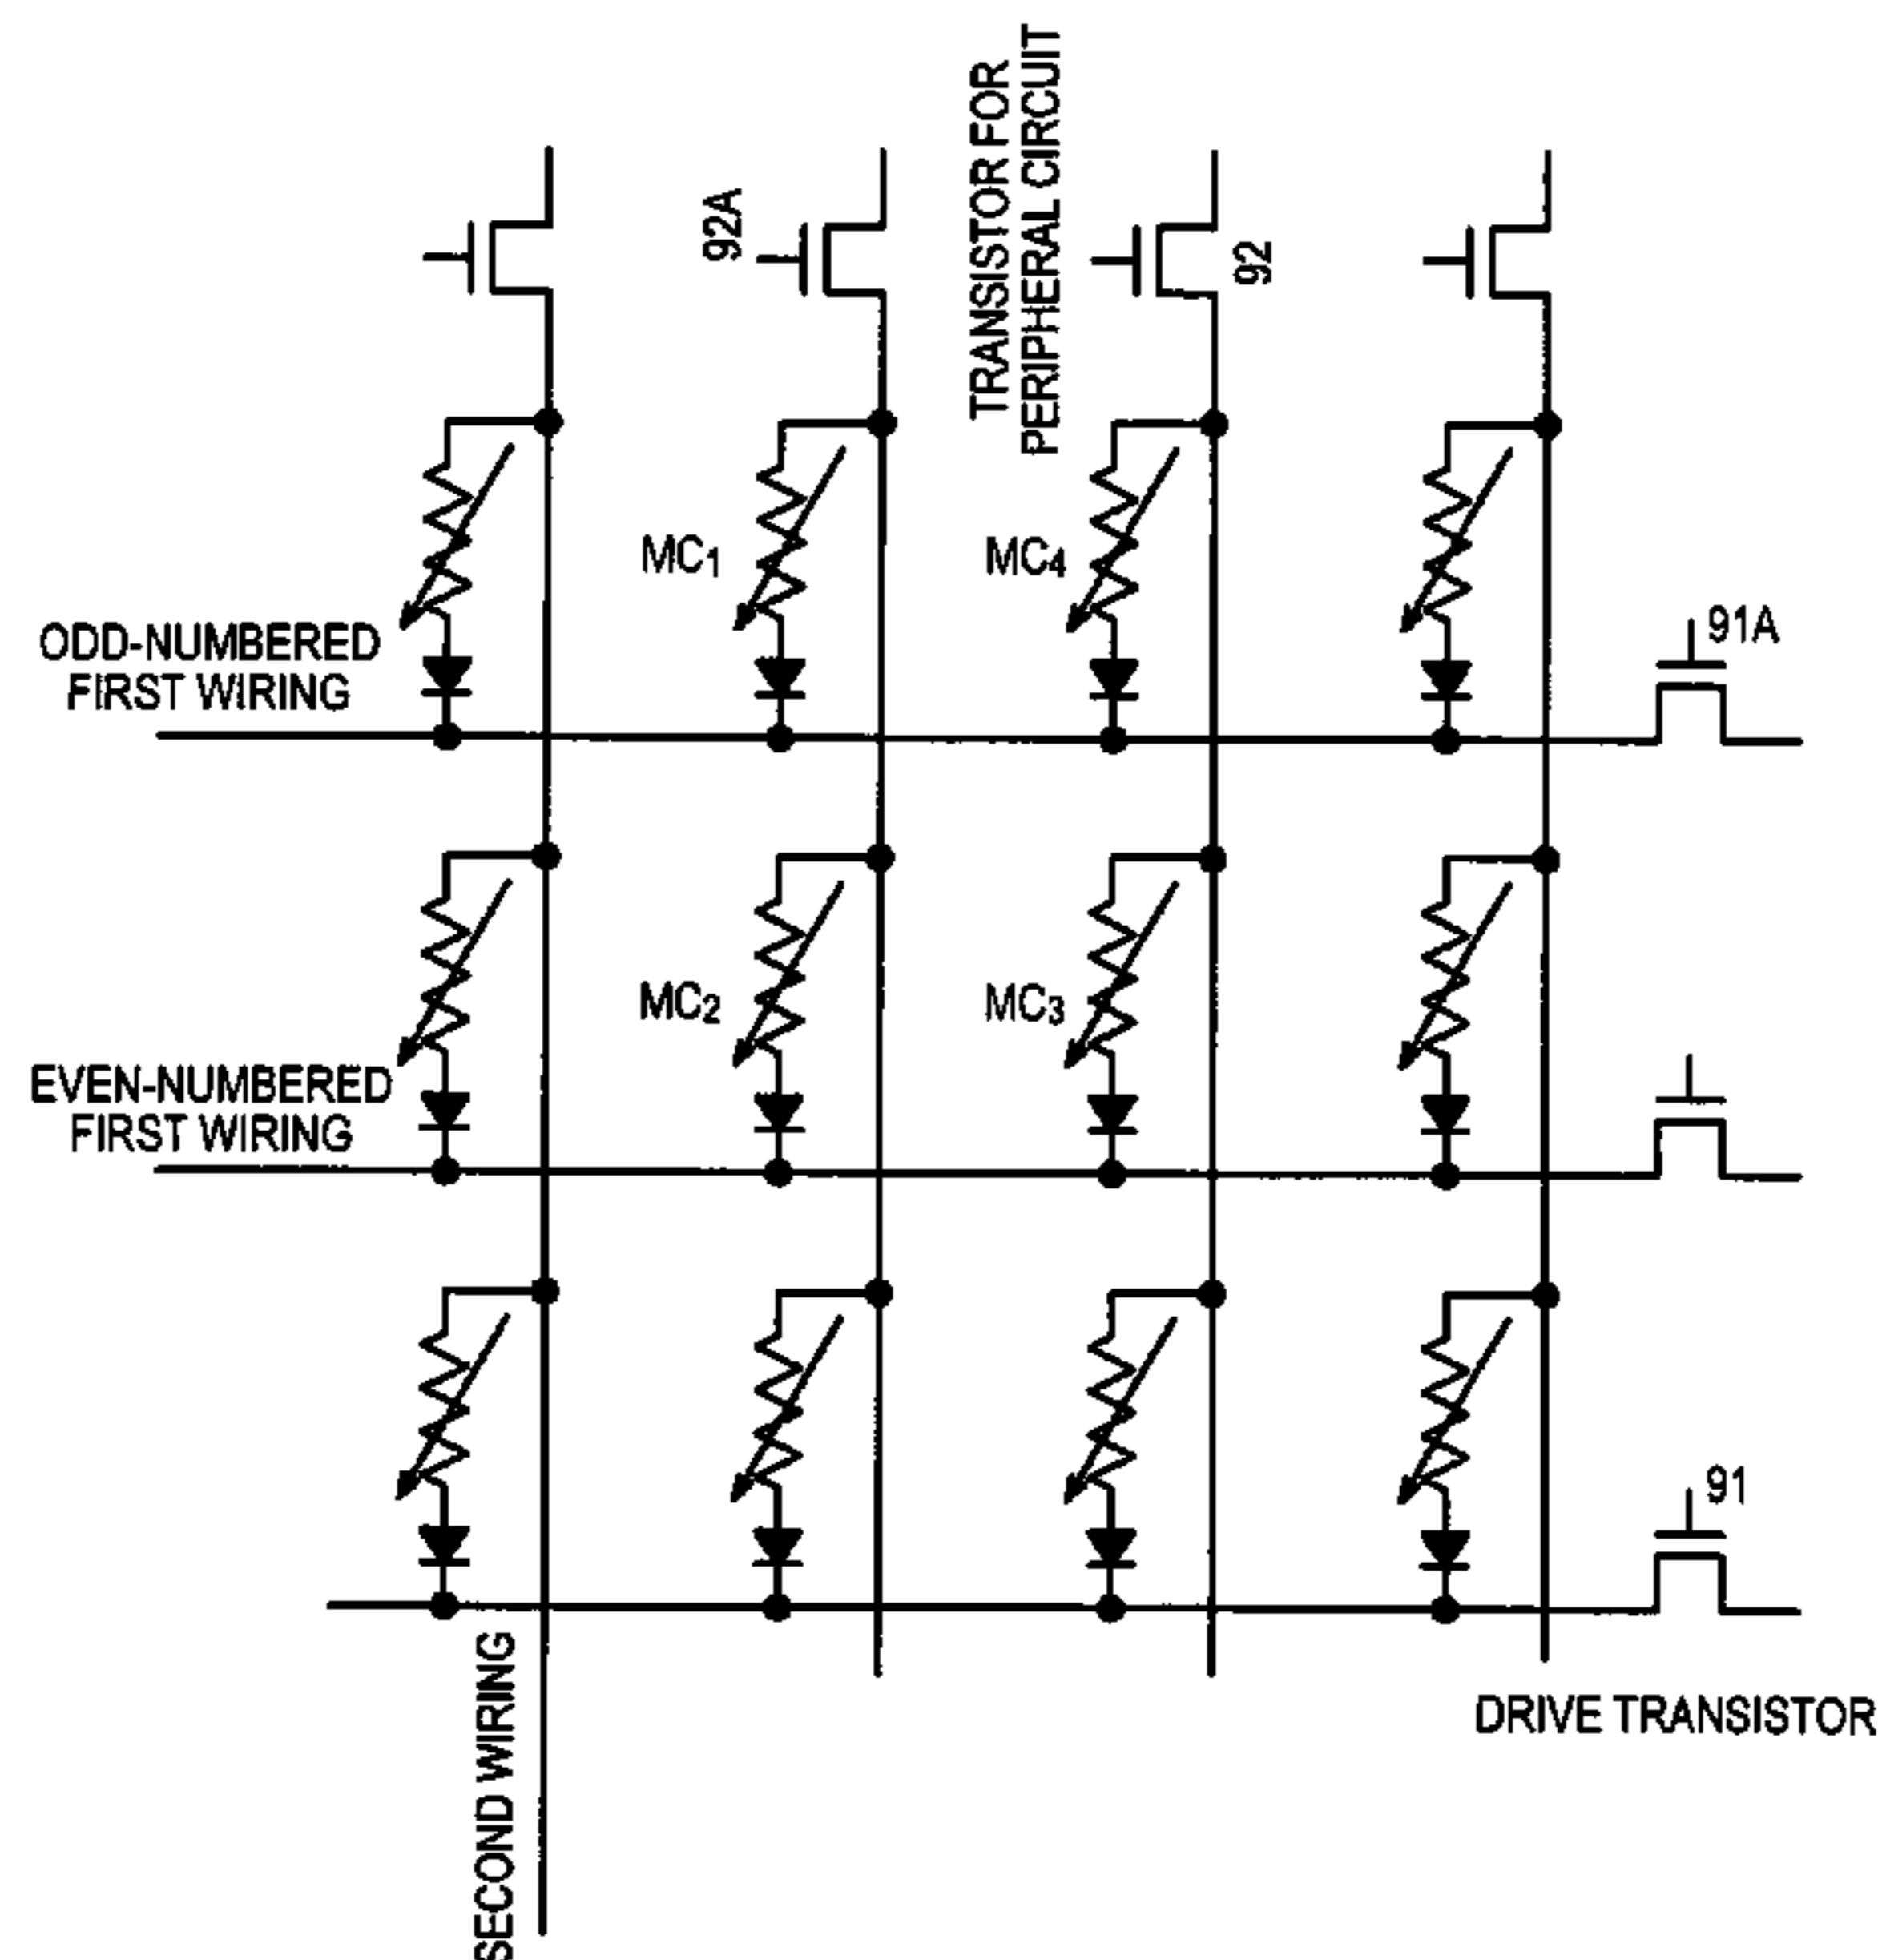 TRANSISTOR FOR
PERIPHERAL CIRCUIT
92A
92
MC1
MC4
ODD-NUMBERED
FIRST WIRING
91A
MC2
MC3
EVEN-NUMBERED
FIRST WIRING
91
SECOND WIRING
DRIVE TRANSISTOR